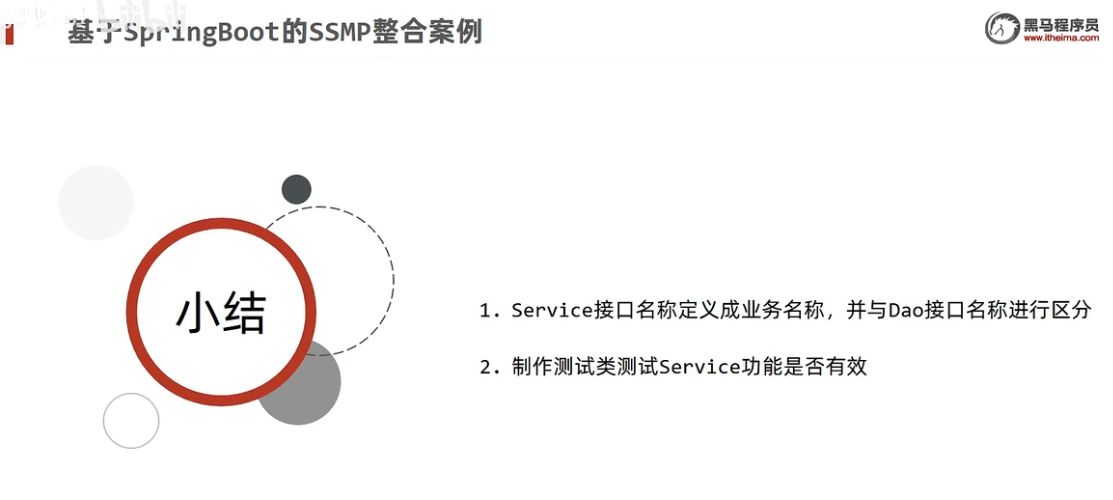 基于SpringBoot的SSMP整合案例
黑马程序员
www.itheima.com
小结
1. Service接口名称定义成业务名称，并与Dao接口名称进行区分
2. 制作测试类测试Service功能是否有效